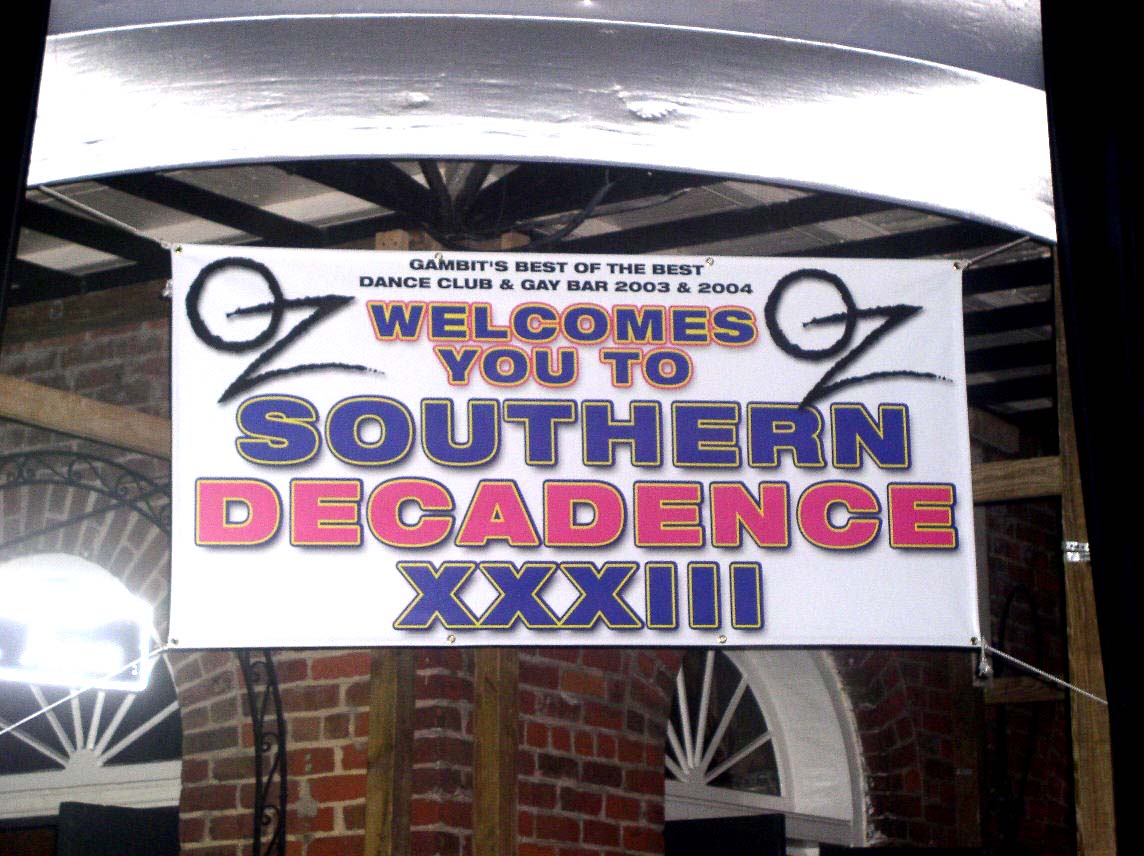 OZ
GAMBIT'S BEST OF THE BEST
DANCE CLUB & GAY BAR 2003 & 2004
OZ
WELCOMES
YOU TO
SOUTHERN
DECADENCE
XXXIII